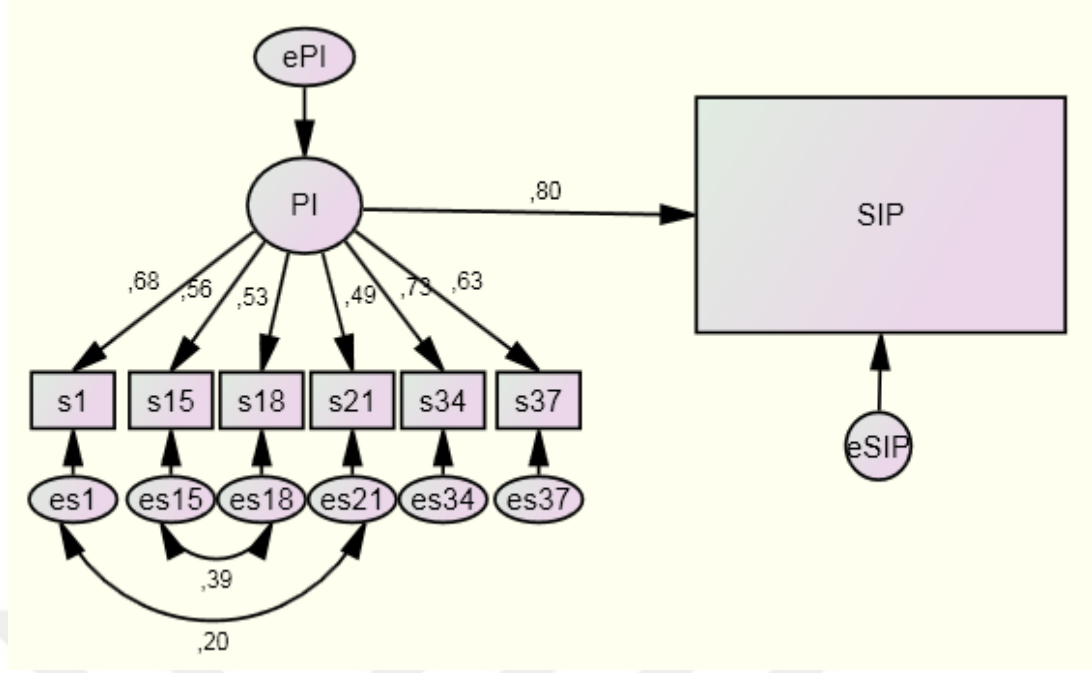 ePI
PI
,80
SIP
,68
,56
,53
,49
,73
,63
s1
s15
s18
s21
s34
s37
eSIP
es1
es15
es18
es21
es34
es37
,39
,20